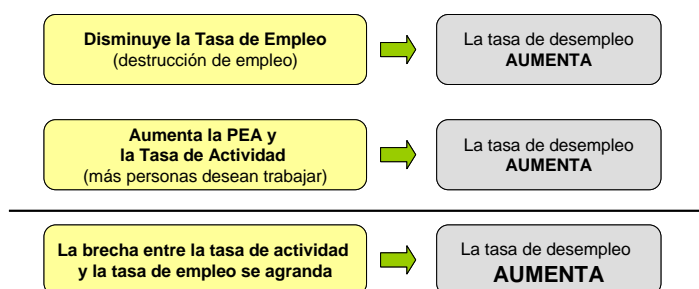 Disminuye la Tasa de Empleo
(destrucción de empleo)
La tasa de desempleo
AUMENTA
Aumenta la PEA y
la Tasa de Actividad
(más personas desean trabajar)
La tasa de desempleo
AUMENTA
La brecha entre la tasa de actividad
y la tasa de empleo se agranda
La tasa de desempleo
AUMENTA